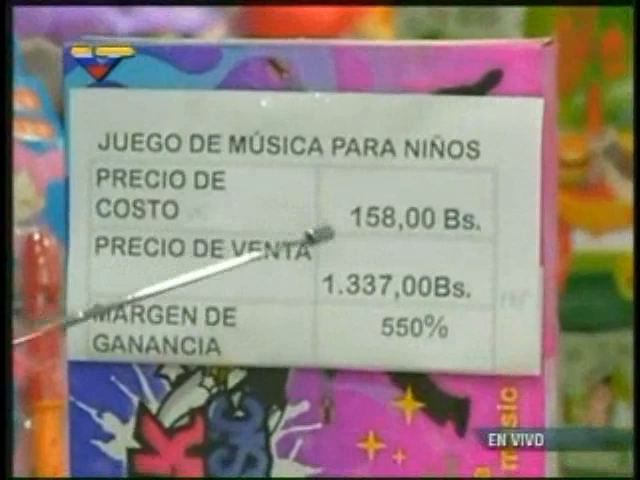 JUEGO DE MÚSICA PARA NIÑOS
PRECIO DE
COSTO
158,00 Bs.
PRECIO DE VENTA
1.337,00Bs.
MARGEN DE
GANANCIA
550%
music
EN VIVO